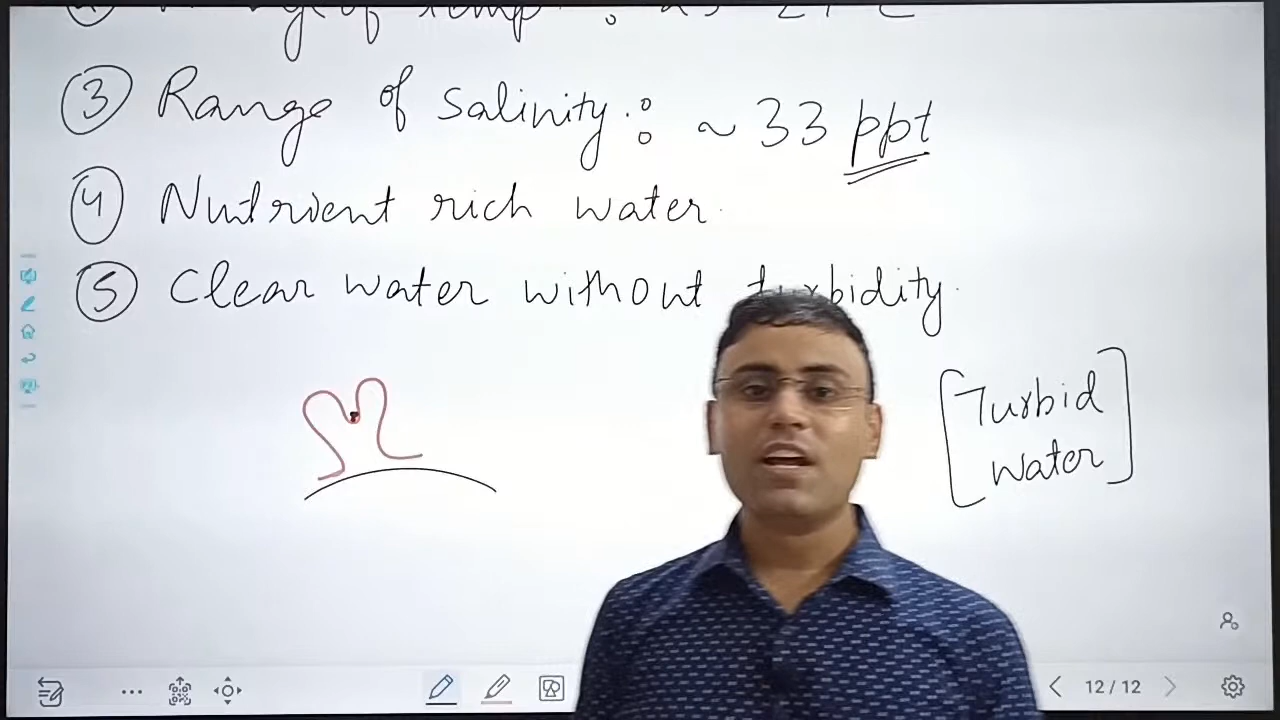 ③ Range of salinity : ~ 33 ppt
④ Nutrient rich water
⑤ Clear water without turbidity.
[Turbid
water]
12 / 12